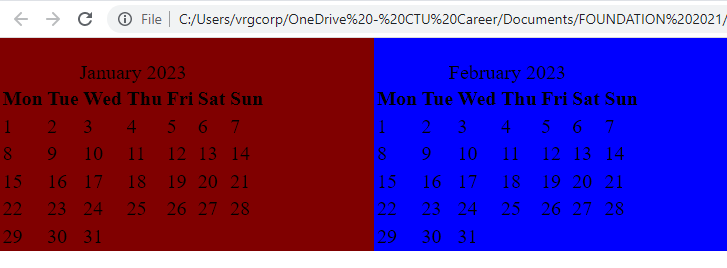 File C:/Users/vrgcorp/OneDrive%20-%20CTU%20Career/Documents/FOUNDATION%202021/
January 2023
Mon Tue Wed Thu Fri Sat Sun
1 2 3 4 5 6 7
8 9 10 11 12 13 14
15 16 17 18 19 20 21
22 23 24 25 26 27 28
29 30 31
February 2023
Mon Tue Wed Thu Fri Sat Sun
1 2 3 4 5 6 7
8 9 10 11 12 13 14
15 16 17 18 19 20 21
22 23 24 25 26 27 28
29 30 31